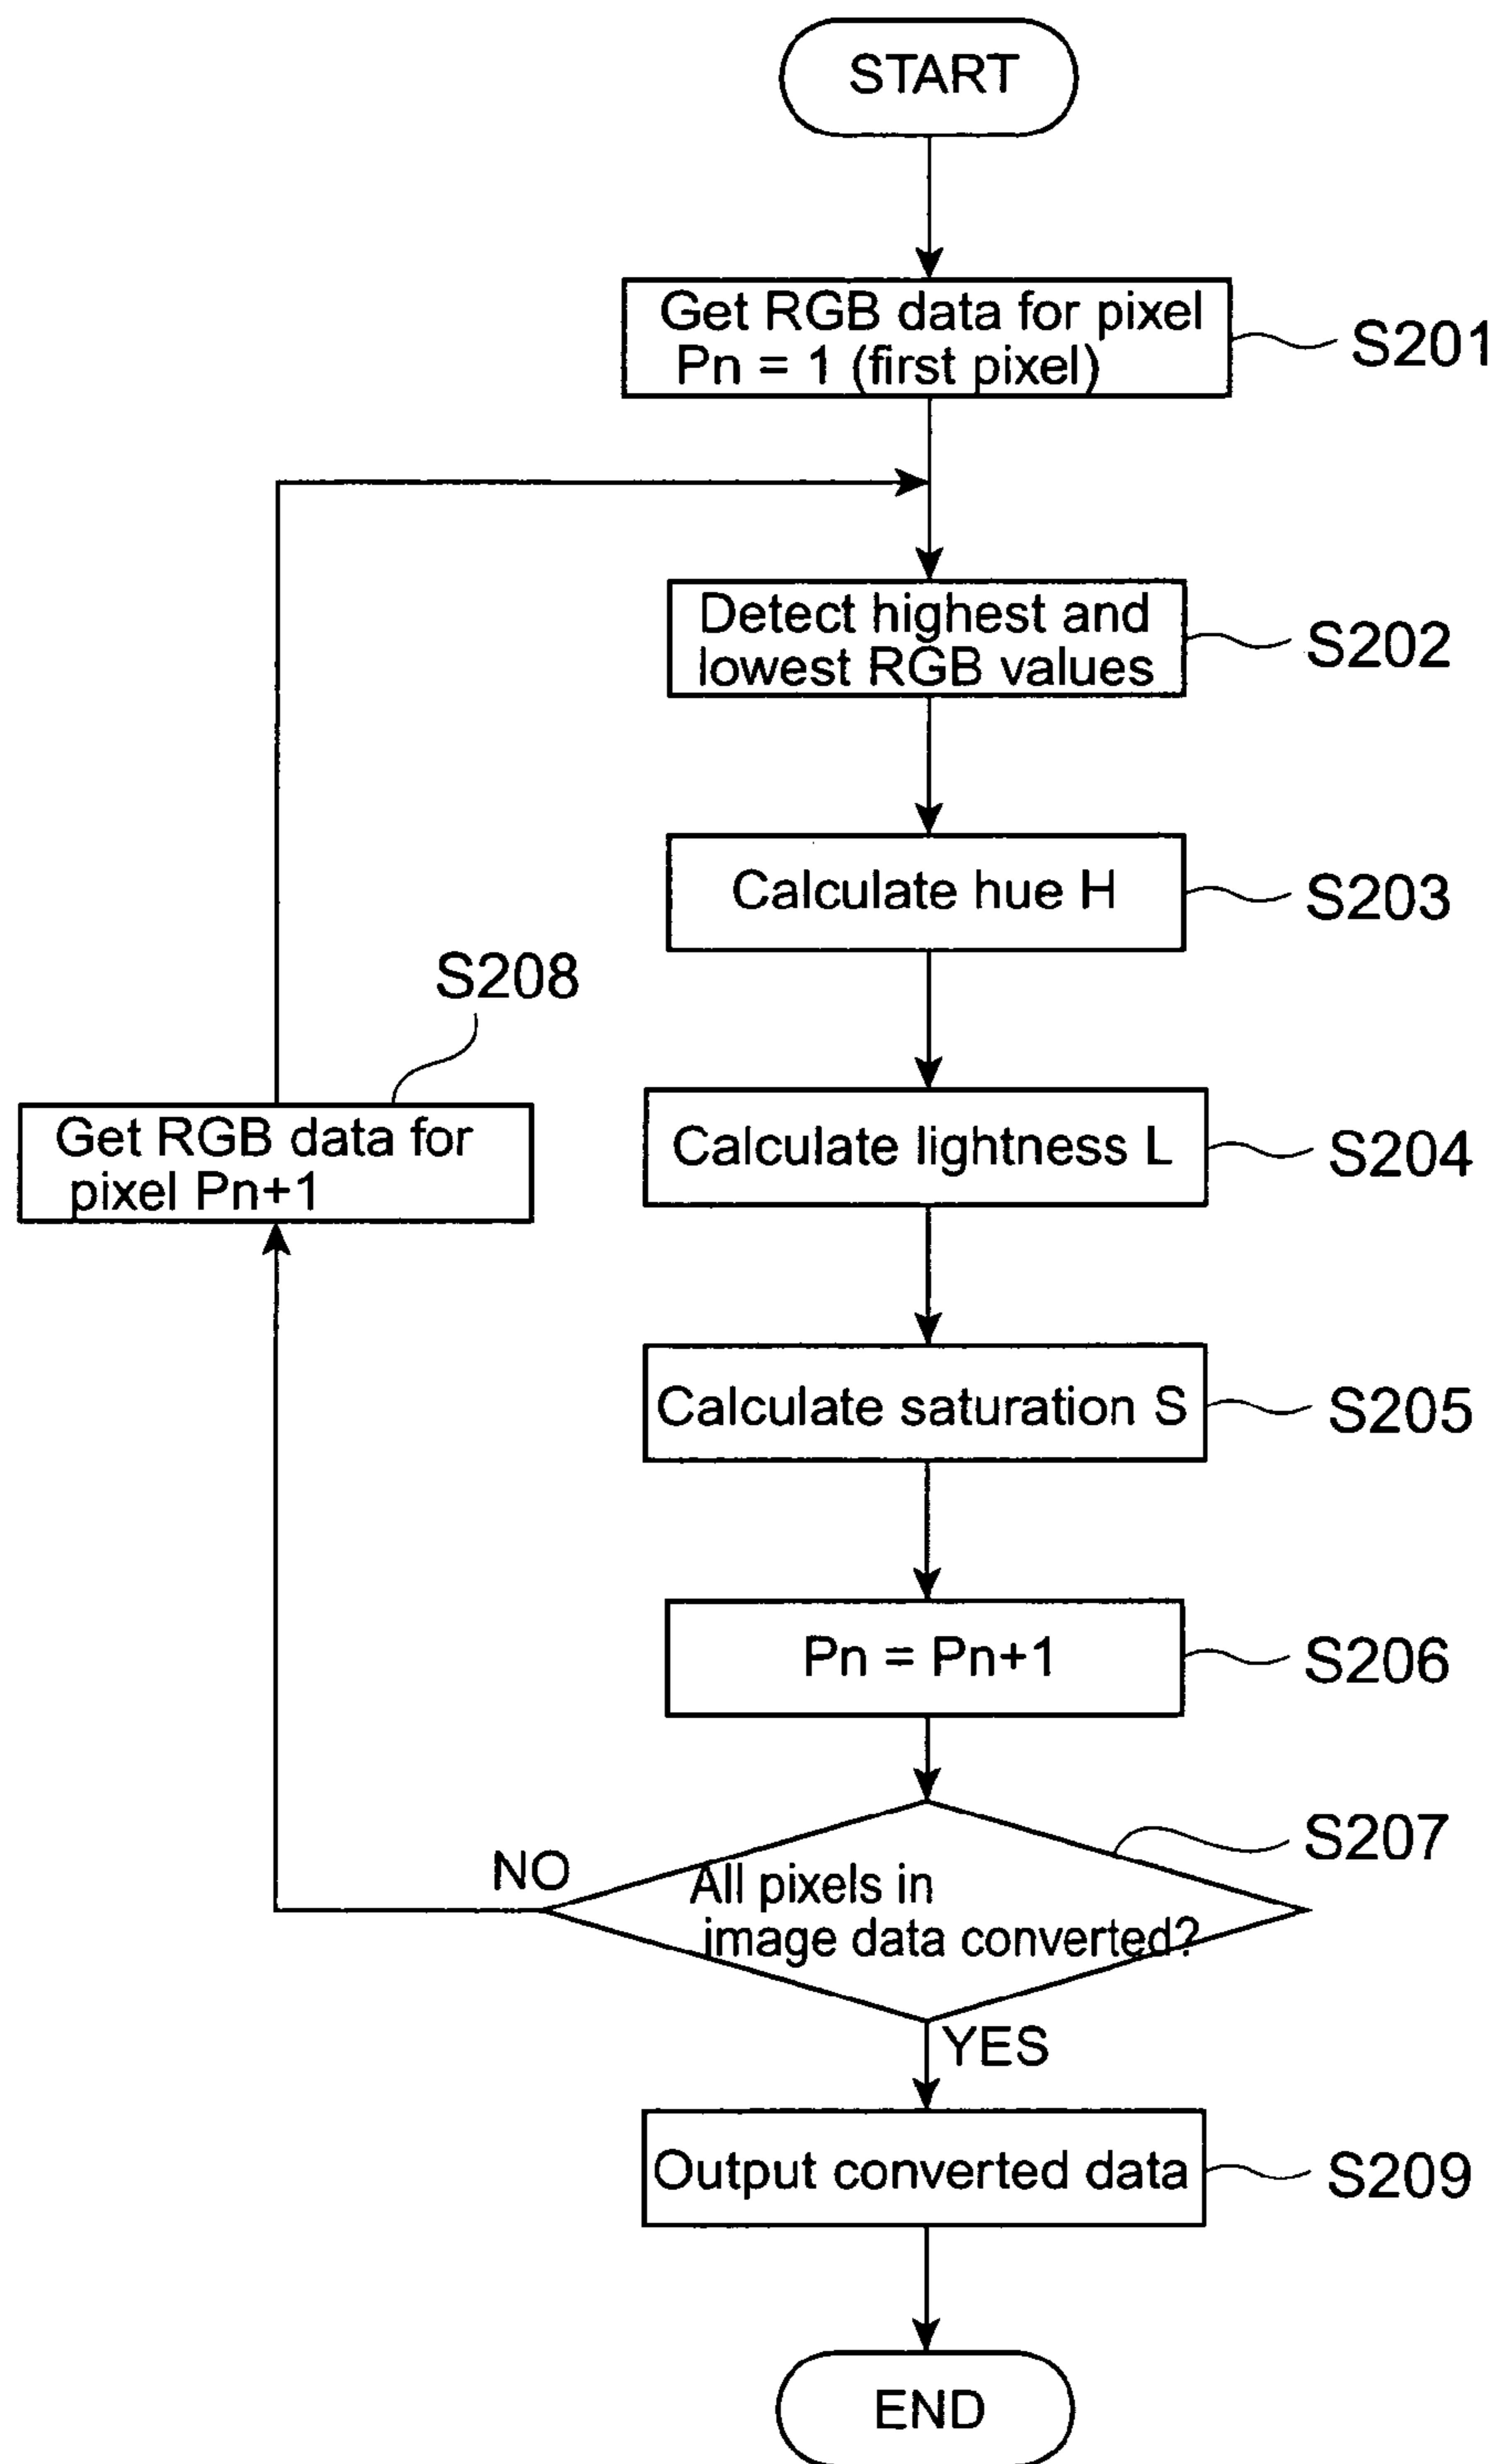 START
Get RGB data for pixel
Pn = 1 (first pixel)
S201
Detect highest and
lowest RGB values
S202
Calculate hue H
S203
S208
Get RGB data for
pixel Pn+1
Calculate lightness L
S204
Calculate saturation S
S205
Pn = Pn+1
S206
S207
NO
All pixels in
image data converted?
YES
Output converted data
S209
END